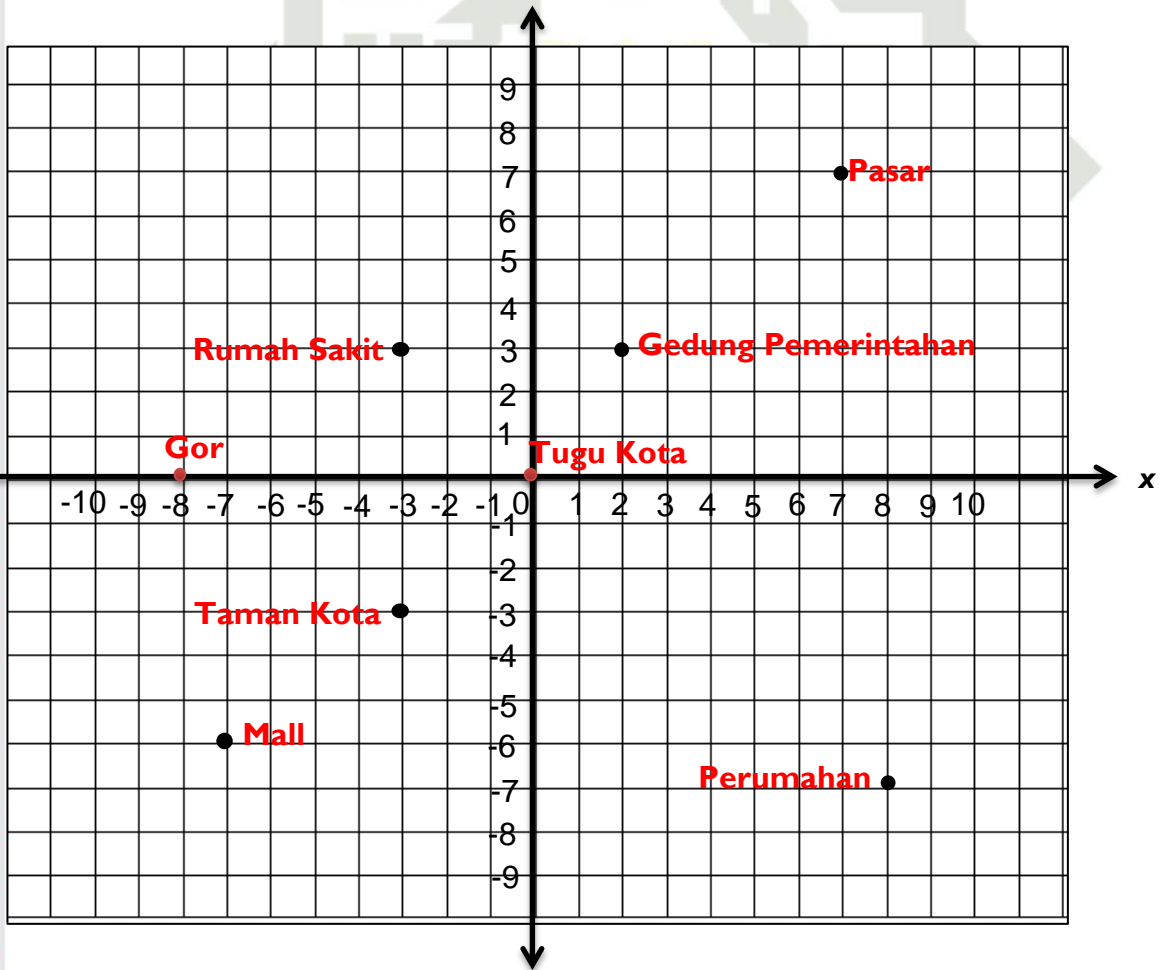 9
8
Pasar
7
6
5
4
Rumah Sakit
3
Gedung Pemerintahan
2
1
Gor
Tugu Kota
x
-10 -9 -8 -7 -6 -5 -4 -3 -2 -1 0 1 2 3 4 5 6 7 8 9 10
-1
-2
Taman Kota
-3
-4
-5
Mall
-6
Perumahan
-7
-8
-9